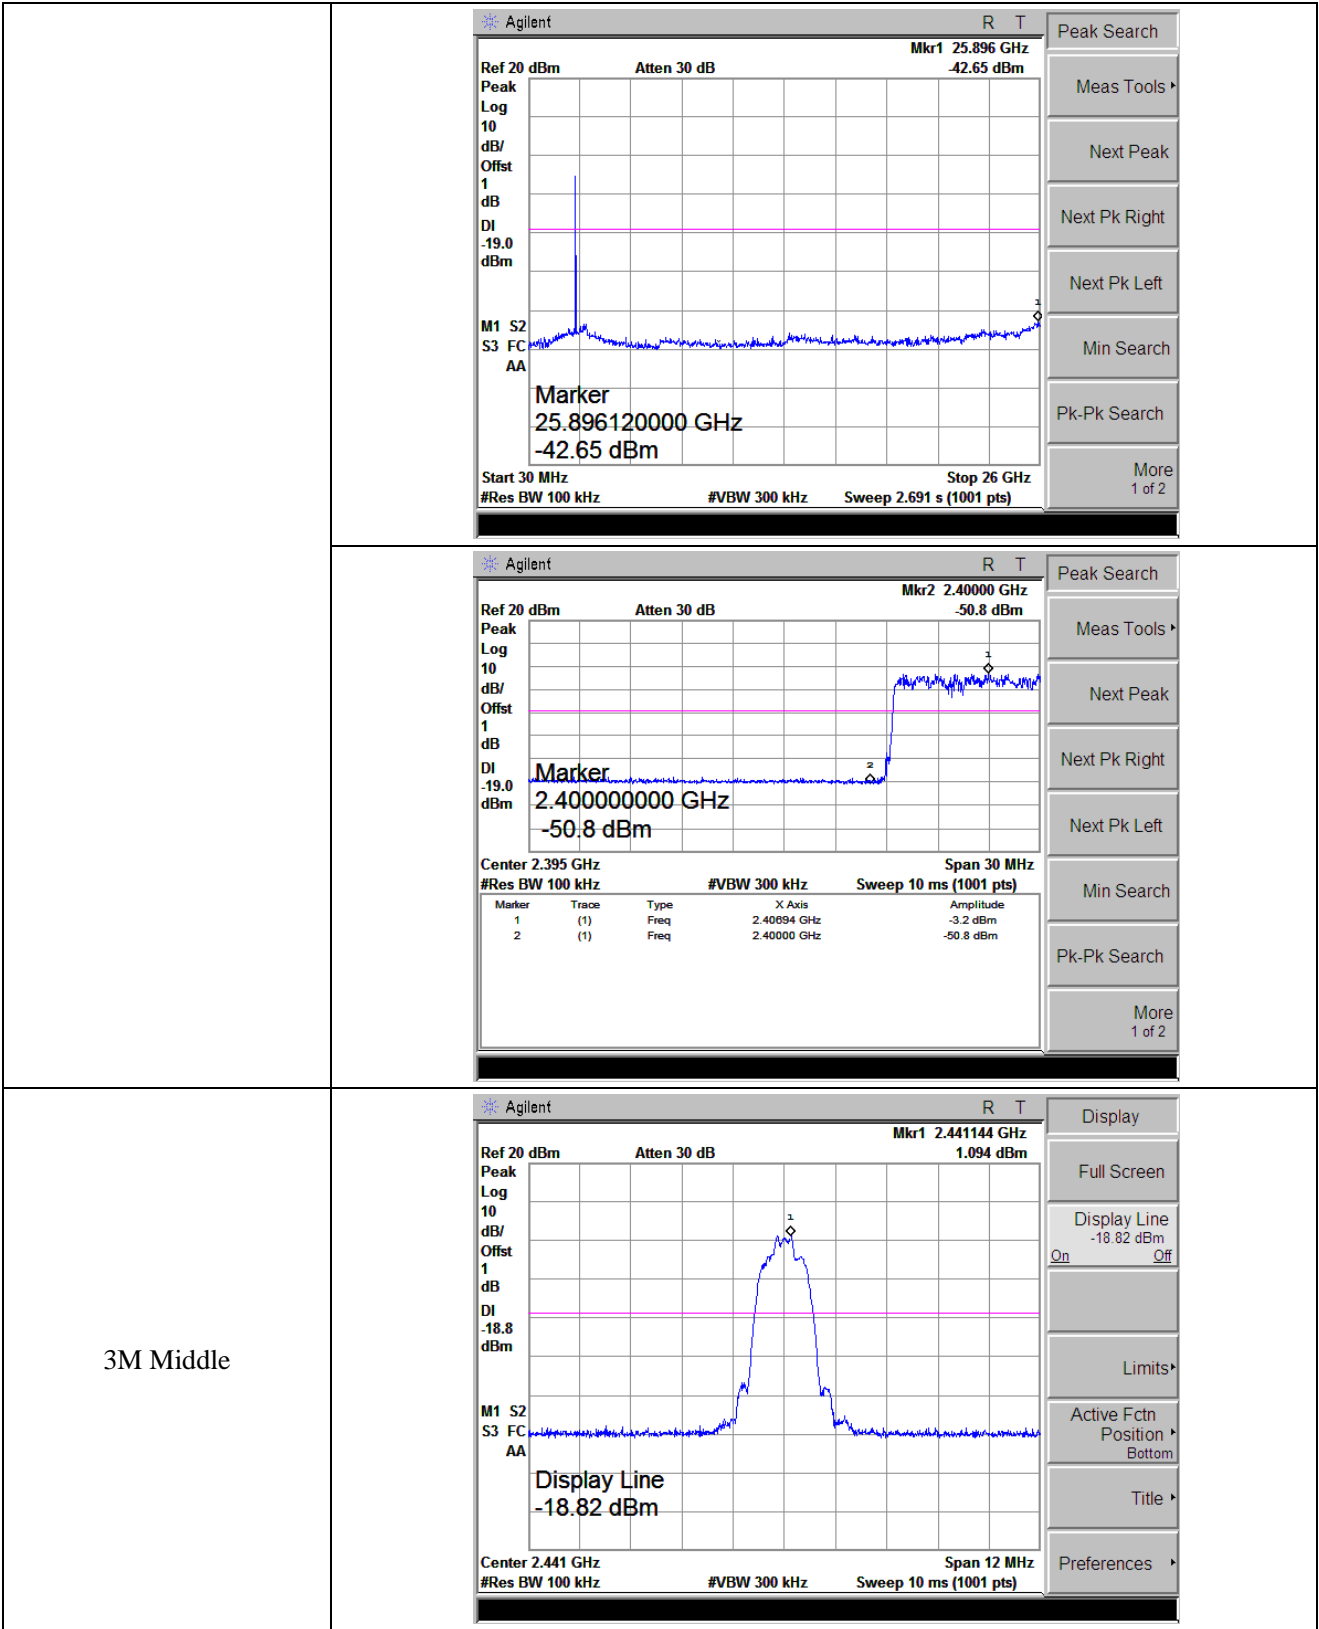 Agilent R T
Peak Search
Mkr1 25.896 GHz
Ref 20 dBm Atten 30 dB -42.65 dBm
Peak
Log
10
dB/
Offst
1
dB
DI
-19.0
dBm
M1 S2
S3 FC
AA
1
Marker
25.896120000 GHz
-42.65 dBm
Start 30 MHz Stop 26 GHz
#Res BW 100 kHz #VBW 300 kHz Sweep 2.691 s (1001 pts)
Meas Tools
Next Peak
Next Pk Right
Next Pk Left
Min Search
Pk-Pk Search
More
1 of 2
Agilent R T
Peak Search
Mkr2 2.40000 GHz
Ref 20 dBm Atten 30 dB -50.8 dBm
Peak
Log
10
dB/
Offst
1
dB
DI
-19.0
dBm
1
2
Marker
2.400000000 GHz
-50.8 dBm
Center 2.395 GHz Span 30 MHz
#Res BW 100 kHz #VBW 300 kHz Sweep 10 ms (1001 pts)
Marker Trace Type X Axis Amplitude
1 (1) Freq 2.40694 GHz -3.2 dBm
2 (1) Freq 2.40000 GHz -50.8 dBm
Meas Tools
Next Peak
Next Pk Right
Next Pk Left
Min Search
Pk-Pk Search
More
1 of 2
3M Middle
Agilent R T
Display
Mkr1 2.441144 GHz
Ref 20 dBm Atten 30 dB 1.094 dBm
Peak
Log
10
dB/
Offst
1
dB
DI
-18.8
dBm
M1 S2
S3 FC
AA
1
Display Line
-18.82 dBm
Center 2.441 GHz Span 12 MHz
#Res BW 100 kHz #VBW 300 kHz Sweep 10 ms (1001 pts)
Full Screen
Display Line
-18.82 dBm
On Off
Limits
Active Fctn
Position
Bottom
Title
Preferences